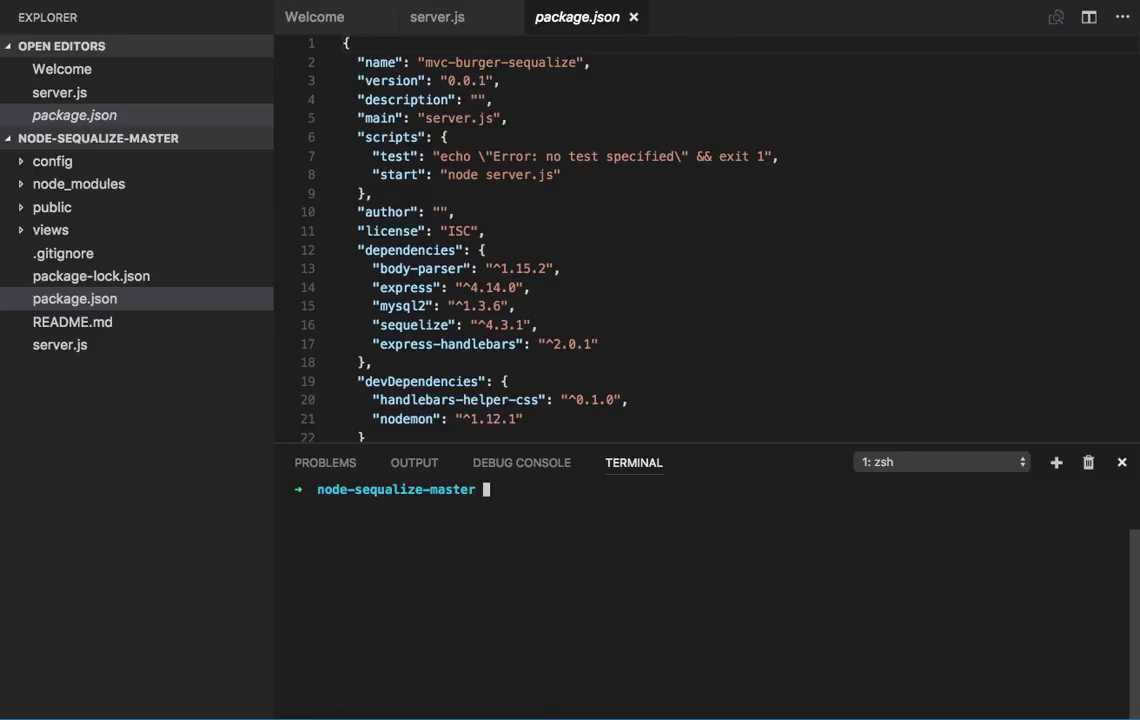 EXPLORER
OPEN EDITORS
Welcome
server.js
package.json
NODE-SEQUALIZE-MASTER
config
node_modules
public
views
.gitignore
package-lock.json
package.json
README.md
server.js
Welcome
server.js
package.json ×
1 {
2 "name": "mvc-burger-sequalize",
3 "version": "0.0.1",
4 "description": "",
5 "main": "server.js",
6 "scripts": {
7 "test": "echo \"Error: no test specified\" && exit 1",
8 "start": "node server.js"
9 },
10 "author": "",
11 "license": "ISC",
12 "dependencies": {
13 "body-parser": "^1.15.2",
14 "express": "^4.14.0",
15 "mysql2": "^1.3.6",
16 "sequelize": "^4.3.1",
17 "express-handlebars": "^2.0.1"
18 },
19 "devDependencies": {
20 "handlebars-helper-css": "^0.1.0",
21 "nodemon": "^1.12.1"
22 }
PROBLEMS OUTPUT DEBUG CONSOLE TERMINAL 1: zsh
➜ node-sequalize-master